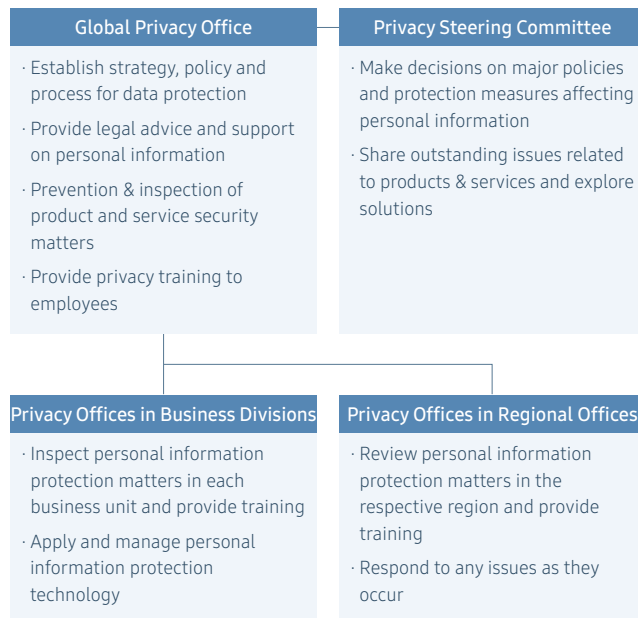 Global Privacy Office
· Establish strategy, policy and
process for data protection
· Provide legal advice and support
on personal information
· Prevention & inspection of
product and service security
matters
· Provide privacy training to
employees
Privacy Steering Committee
· Make decisions on major policies
and protection measures affecting
personal information
· Share outstanding issues related
to products & services and explore
solutions
Privacy Offices in Business Divisions
· Inspect personal information
protection matters in each
business unit and provide training
· Apply and manage personal
information protection
technology
Privacy Offices in Regional Offices
· Review personal information
protection matters in the
respective region and provide
training
· Respond to any issues as they
occur